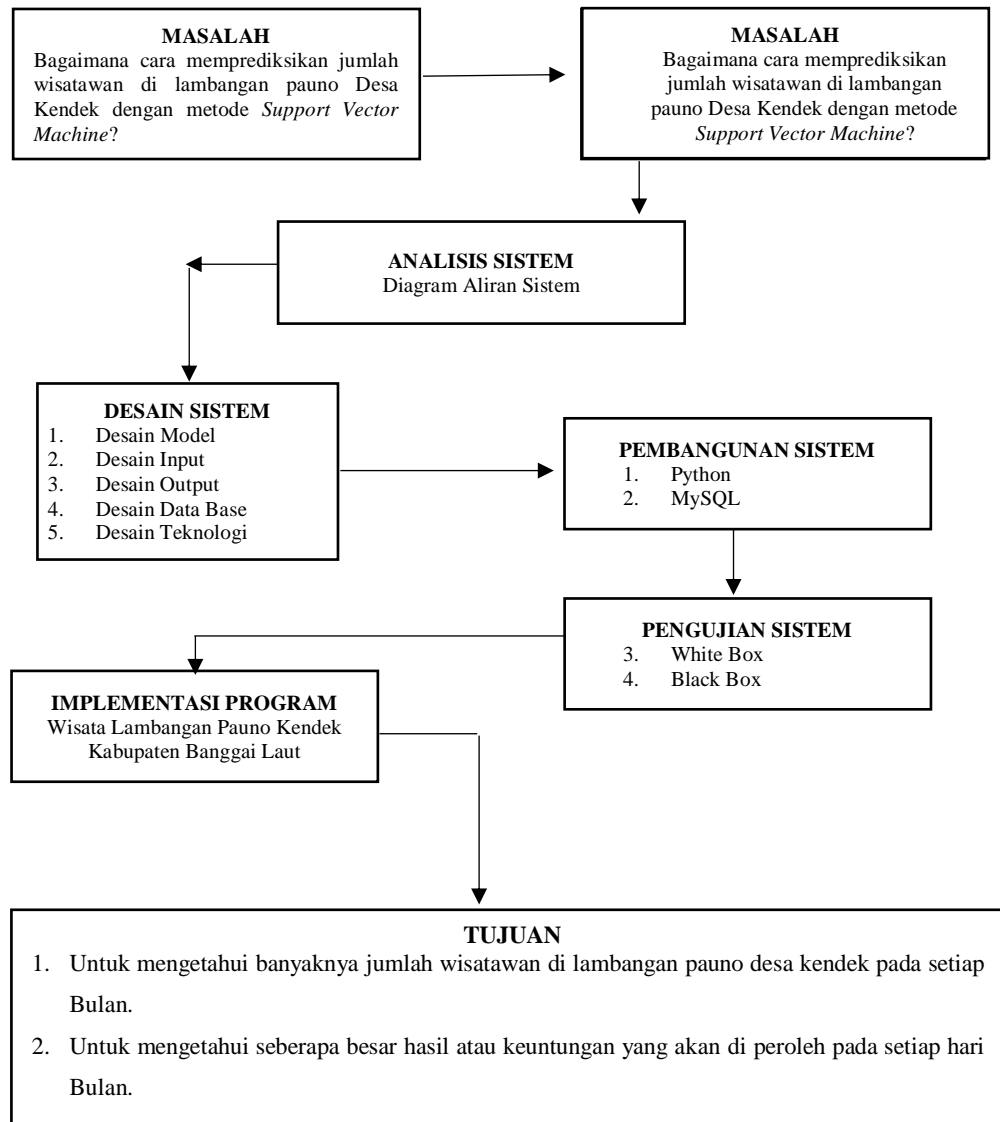 MASALAH
Bagaimana cara memprediksikan jumlah
wisatawan di lambangan pauno Desa
Kendek dengan metode Support Vector
Machine?
MASALAH
Bagaimana cara memprediksikan
jumlah wisatawan di lambangan
pauno Desa Kendek dengan metode
Support Vector Machine?
ANALISIS SISTEM
Diagram Aliran Sistem
DESAIN SISTEM
1. Desain Model
2. Desain Input
3. Desain Output
4. Desain Data Base
5. Desain Teknologi
PEMBANGUNAN SISTEM
1. Python
2. MySQL
PENGUJIAN SISTEM
3. White Box
4. Black Box
IMPLEMENTASI PROGRAM
Wisata Lambangan Pauno Kendek
Kabupaten Banggai Laut
TUJUAN
1. Untuk mengetahui banyaknya jumlah wisatawan di lambangan pauno desa kendek pada setiap
Bulan.
2. Untuk mengetahui seberapa besar hasil atau keuntungan yang akan di peroleh pada setiap hari
Bulan.